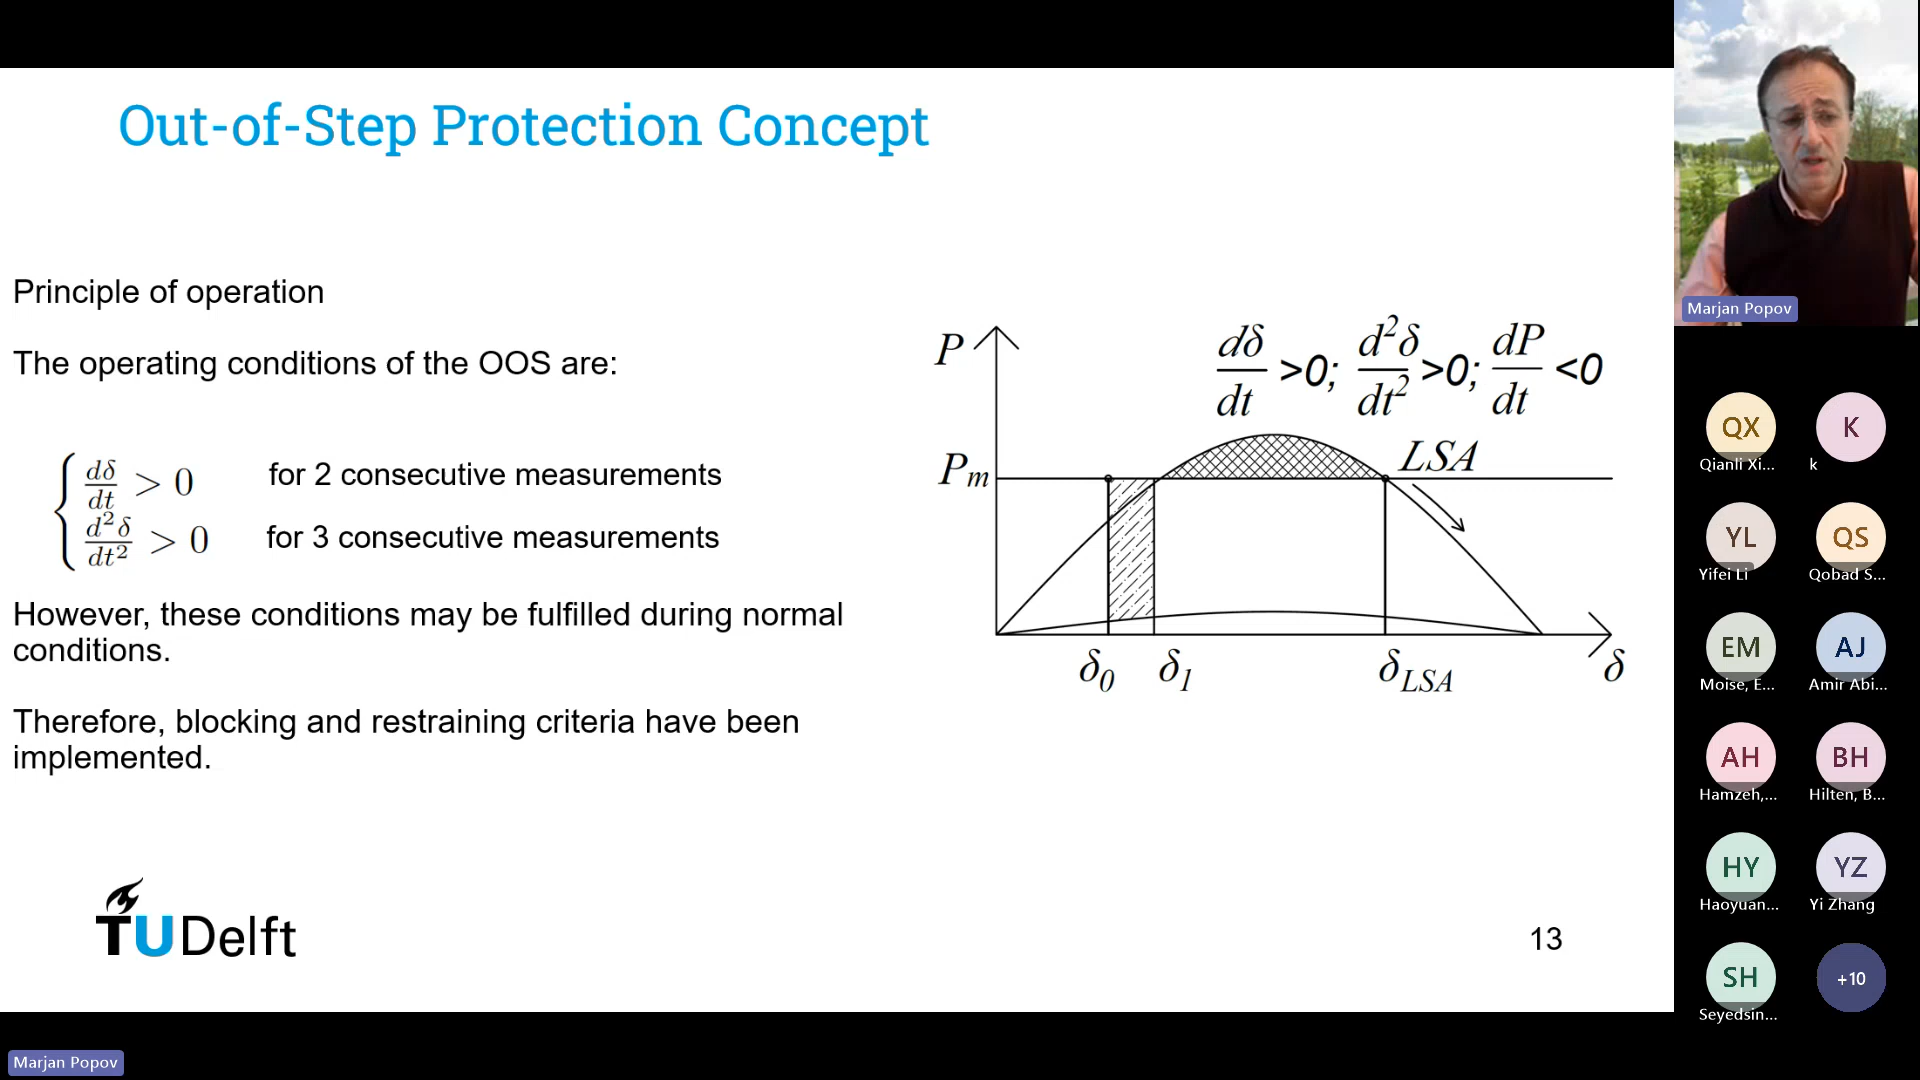 Out-of-Step Protection Concept
Principle of operation
The operating conditions of the OOS are:
dδ/dt > 0 for 2 consecutive measurements
d²δ/dt² > 0 for 3 consecutive measurements
However, these conditions may be fulfilled during normal
conditions.
Therefore, blocking and restraining criteria have been
implemented.
P
dδ/dt >0; d²δ/dt² >0; dP/dt <0
Pm
LSA
δ0 δ1 δLSA δ
TUDelft
13
Marjan Popov
QX
K
Qianli Xi...
k
YL
QS
Yifei Li
Qobad S...
EM
AJ
Moise, E...
Amir Abi...
AH
BH
Hamzeh,...
Hilten, B...
HY
YZ
Haoyuan...
Yi Zhang
SH
+10
Seyedsin...
Marjan Popov